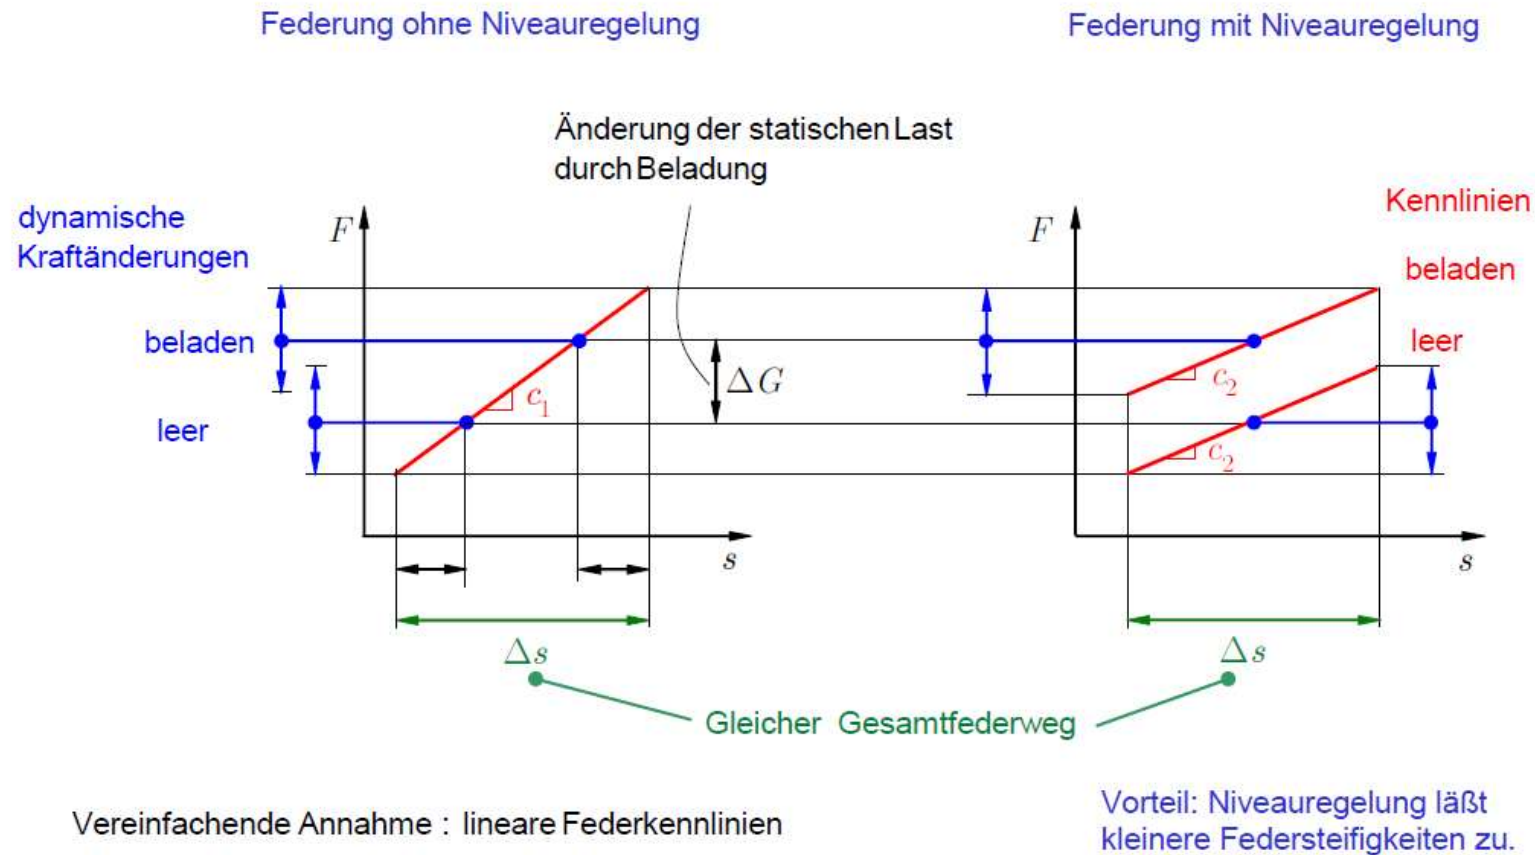 Federung ohne Niveauregelung
Federung mit Niveauregelung
Änderung der statischen Last
durch Beladung
dynamische
Kraftänderungen
beladen
leer
F
c₁
ΔG
s
Δs
F
Kennlinien
beladen
leer
c₂
c₂
s
Δs
Gleicher Gesamtfederweg
Vereinfachende Annahme : lineare Federkennlinien
Vorteil: Niveauregelung läßt
kleinere Federsteifigkeiten zu.